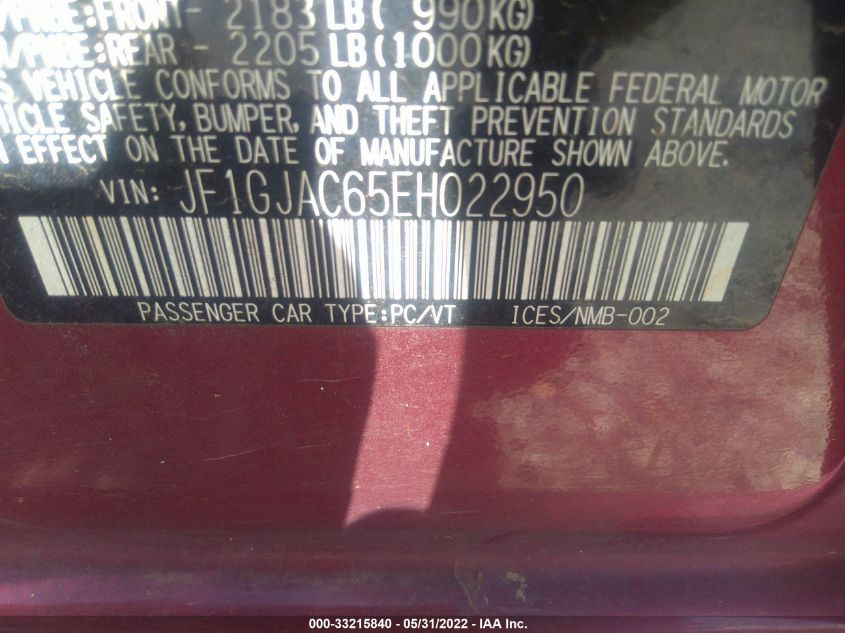 FRONT- 2183 LB( 990KG)
REAR - 2205 LB(1000KG)
VEHICLE CONFORMS TO ALL APPLICABLE FEDERAL MOTOR
SAFETY, BUMPER, AND THEFT PREVENTION STANDARDS
EFFECT ON THE DATE OF MANUFACTURE SHOWN ABOVE.
VIN: JF1GJAC65EH022950
PASSENGER CAR TYPE:PC/VT ICES/NMB-002
000-33215840 - 05/31/2022 - IAA Inc.